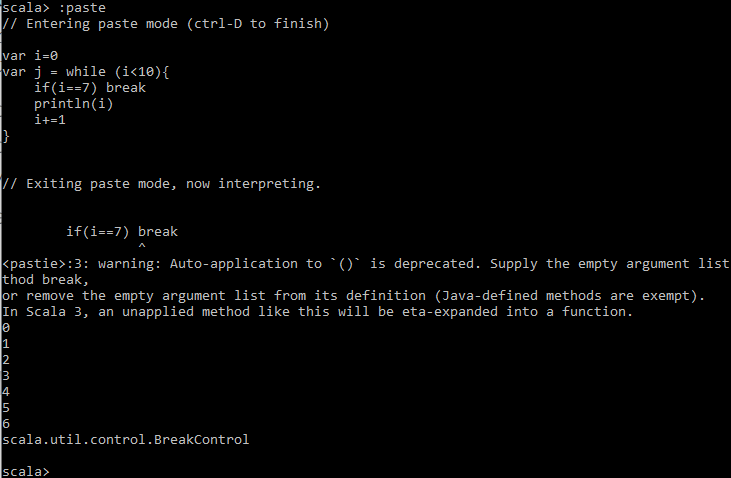 scala> :paste
// Entering paste mode (ctrl-D to finish)
var i=0
var j = while (i<10){
    if(i==7) break
    println(i)
    i+=1
}
// Exiting paste mode, now interpreting.
        if(i==7) break
                 ^
<pastie>:3: warning: Auto-application to `()` is deprecated. Supply the empty argument list
thod break,
or remove the empty argument list from its definition (Java-defined methods are exempt).
In Scala 3, an unapplied method like this will be eta-expanded into a function.
0
1
2
3
4
5
6
scala.util.control.BreakControl
scala>